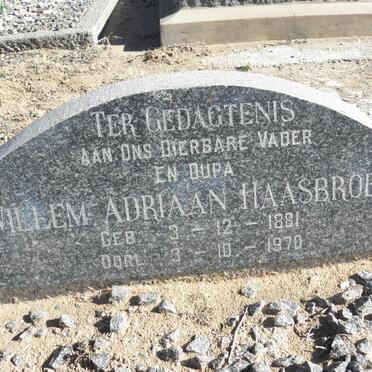 TER GEDAGTENIS
AAN ONS DIERBARE VADER
EN OUPA
WILLEM ADRIAAN HAASBROE
GEB. 3-12-1881
OORL. 3-10-1970